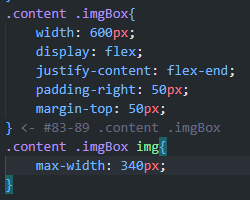 .content .imgBox{
    width: 600px;
    display: flex;
    justify-content: flex-end;
    padding-right: 50px;
    margin-top: 50px;
} <- #83-89 .content .imgBox
.content .imgBox img{
    max-width: 340px;
}